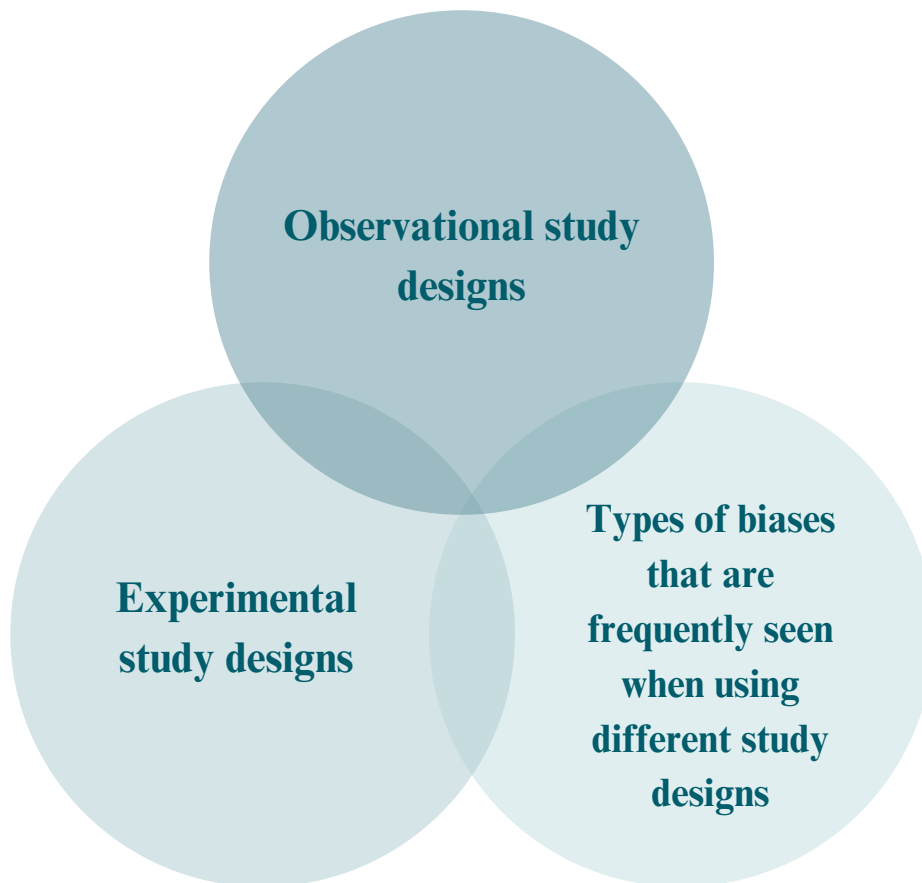 Observational study
designs
Experimental
study designs
Types of biases
that are
frequently seen
when using
different study
designs